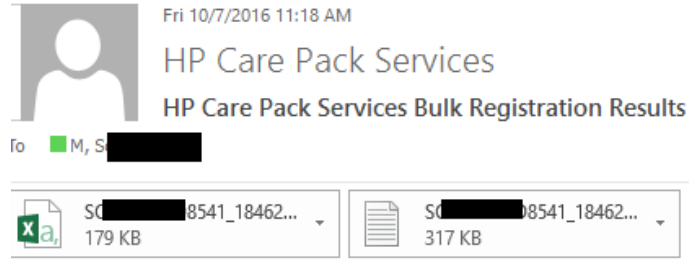 Fri 10/7/2016 11:18 AM
HP Care Pack Services
HP Care Pack Services Bulk Registration Results
To M, S
SC 8541_18462...
179 KB
SC 8541_18462...
317 KB